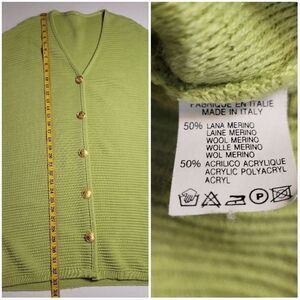 FABRIQUE EN ITALIE
MADE IN ITALY
50% LANA MERINO
LAINE MERINO
WOOL MERINO
WOLLE MERINO
WOL MERINO
50% ACRILICO ACRYLIQUE
ACRYLIC POLYACRYL
ACRYL
P